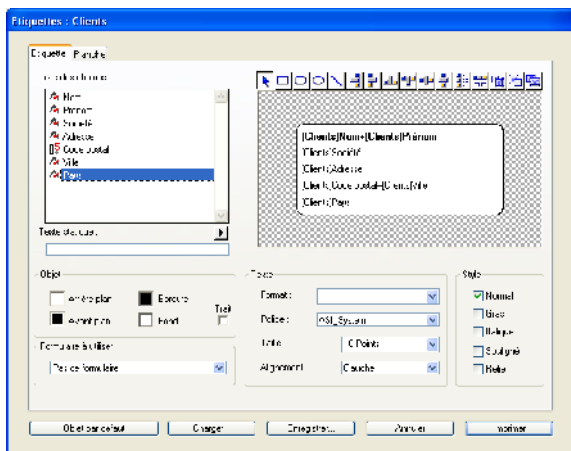 Etiquettes : Clients
Etiquette Planche
Nom
Prénom
Société
Adresse
Code postal
Ville
Pays
Texte statique :
[Clients]Nom+[Clients]Prénom
[Clients]Société
[Clients]Adresse
[Clients]Code postal+[Clients]Ville
[Clients]Pays
Objet
Arrière plan
Bordure
Trait
Avant plan
Fond
Formulaire à utiliser
Pas de formulaire
Texte
Format :
Police :
Taille
Points
Alignement
Gauche
Style
Normal
Gras
Italique
Souligné
Relief
Objet par défaut
Charger
Enregistrer...
Annuler
Imprimer